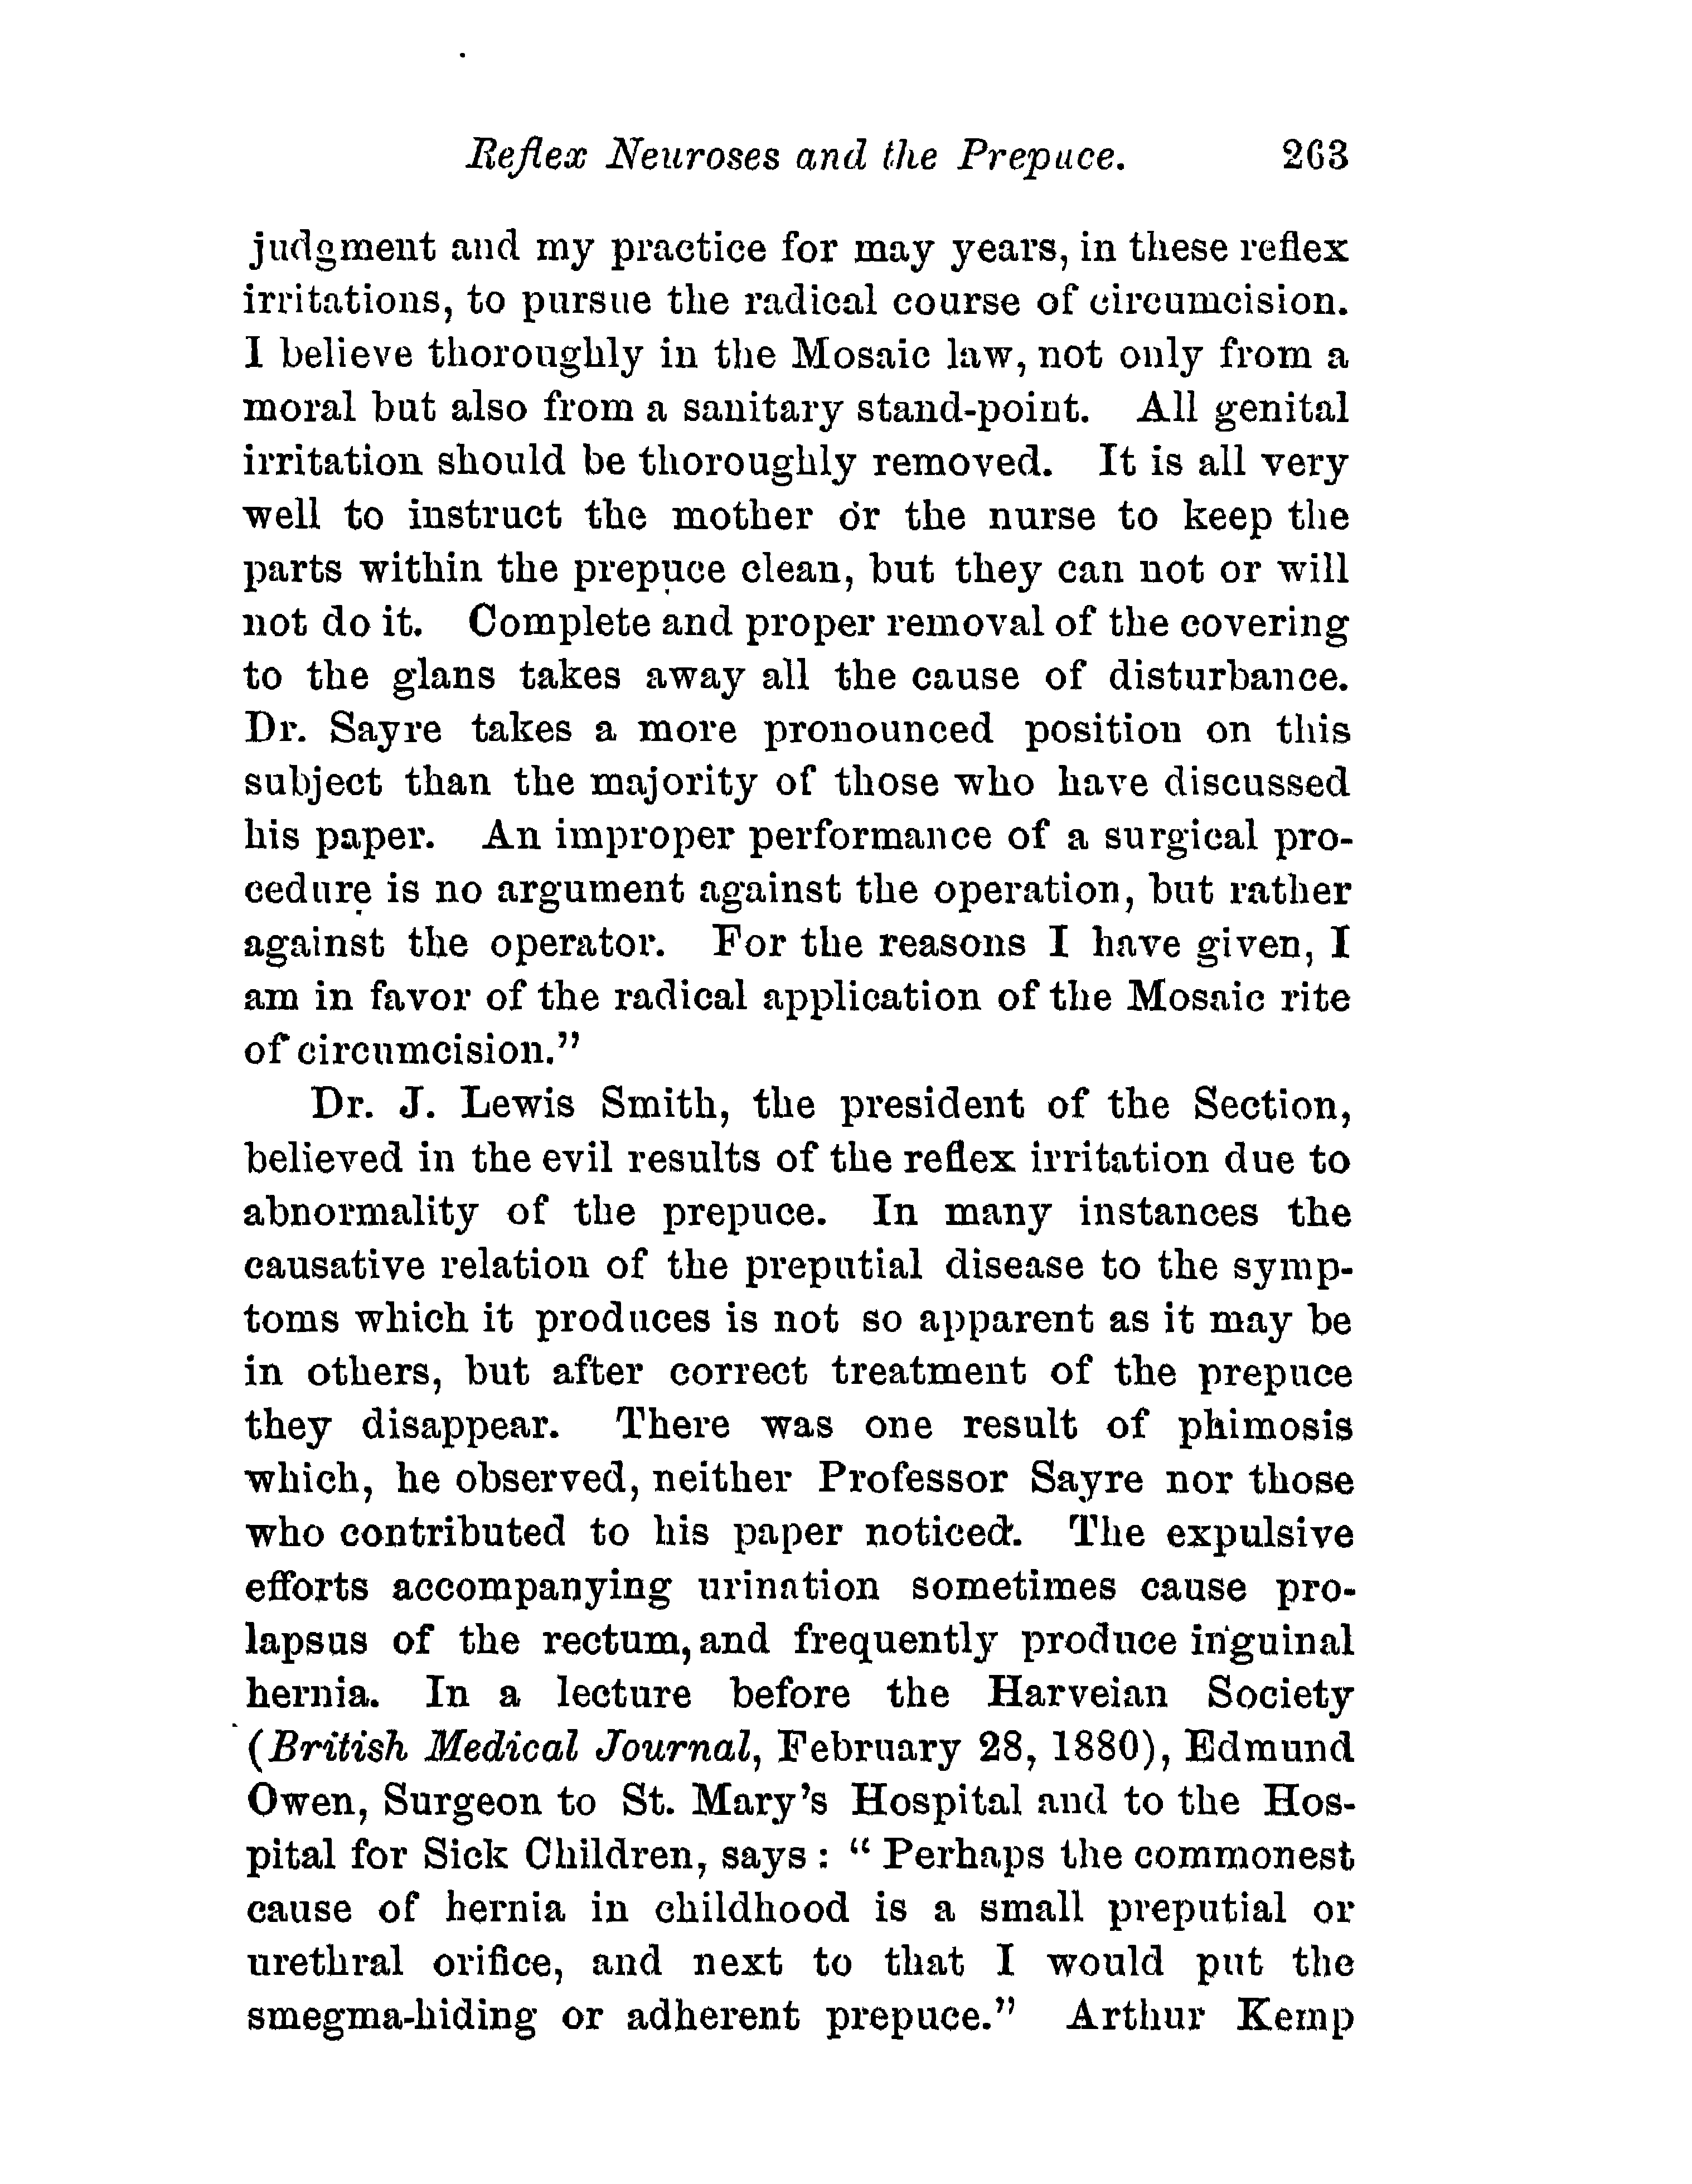 Reflex Neuroses and the Prepuce. 263
judgment and my practice for may years, in these reflex
irritations, to pursue the radical course of circumcision.
I believe thoroughly in the Mosaic law, not only from a
moral but also from a sanitary stand-point. All genital
irritation should be thoroughly removed. It is all very
well to instruct the mother or the nurse to keep the
parts within the prepuce clean, but they can not or will
not do it. Complete and proper removal of the covering
to the glans takes away all the cause of disturbance.
Dr. Sayre takes a more pronounced position on this
subject than the majority of those who have discussed
his paper. An improper performance of a surgical pro-
cedure is no argument against the operation, but rather
against the operator. For the reasons I have given, I
am in favor of the radical application of the Mosaic rite
of circumcision.”
Dr. J. Lewis Smith, the president of the Section,
believed in the evil results of the reflex irritation due to
abnormality of the prepuce. In many instances the
causative relation of the preputial disease to the symp-
toms which it produces is not so apparent as it may be
in others, but after correct treatment of the prepuce
they disappear. There was one result of phimosis
which, he observed, neither Professor Sayre nor those
who contributed to his paper noticed. The expulsive
efforts accompanying urination sometimes cause pro-
lapsus of the rectum, and frequently produce inguinal
hernia. In a lecture before the Harveian Society
(British Medical Journal, February 28, 1880), Edmund
Owen, Surgeon to St. Mary’s Hospital and to the Hos-
pital for Sick Children, says : “ Perhaps the commonest
cause of hernia in childhood is a small preputial or
urethral orifice, and next to that I would put the
smegma-hiding or adherent prepuce.” Arthur Kemp